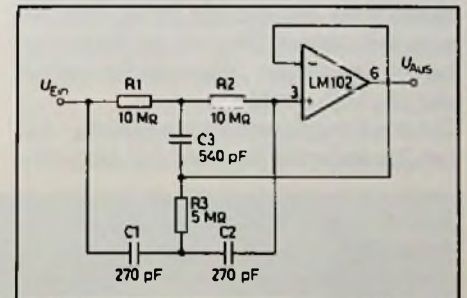 U_Ein
R1
10 MΩ
R2
10 MΩ
C3
540 pF
R3
5 MΩ
C1
270 pF
C2
270 pF
3
−
+
LM102
6
U_Aus